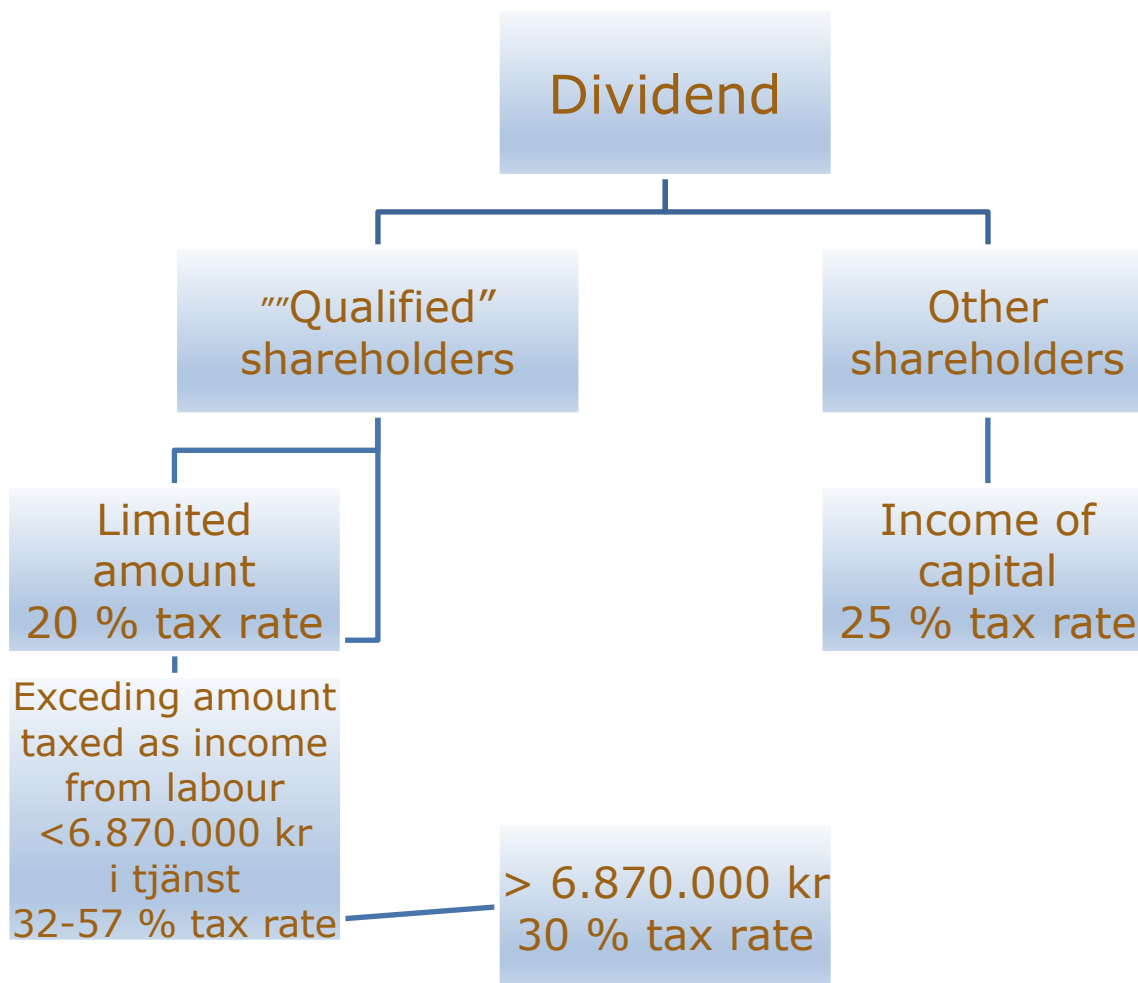 Dividend
””“Qualified”
shareholders
Other
shareholders
Limited
amount
20 % tax rate
Income of
capital
25 % tax rate
Exceding amount
taxed as income
from labour
<6.870.000 kr
i tjänst
32-57 % tax rate
> 6.870.000 kr
30 % tax rate